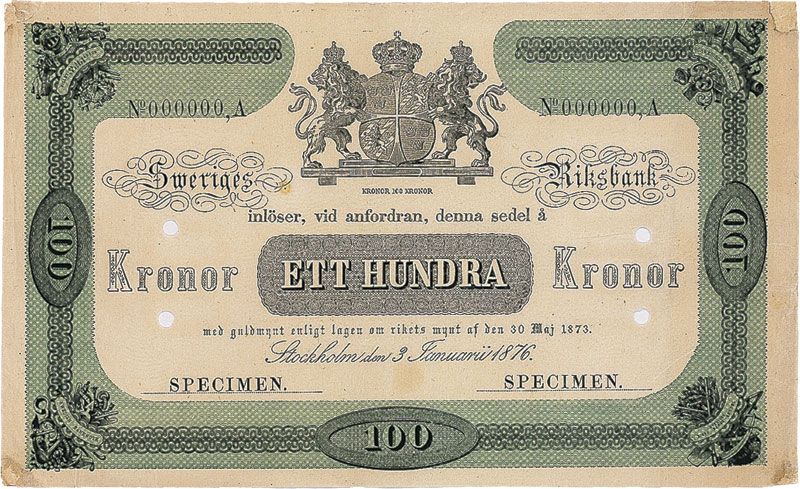 Nº000000,A Nº000000,A
KRONOR 100 KRONOR
Sweriges Riksbank
inlöser, vid anfordran, denna sedel å
100 Kronor ETT HUNDRA Kronor 100
med guldmynt enligt lagen om rikets mynt af den 30 Maj 1873.
Stockholm den 3 Januarii 1876.
SPECIMEN. SPECIMEN.
100